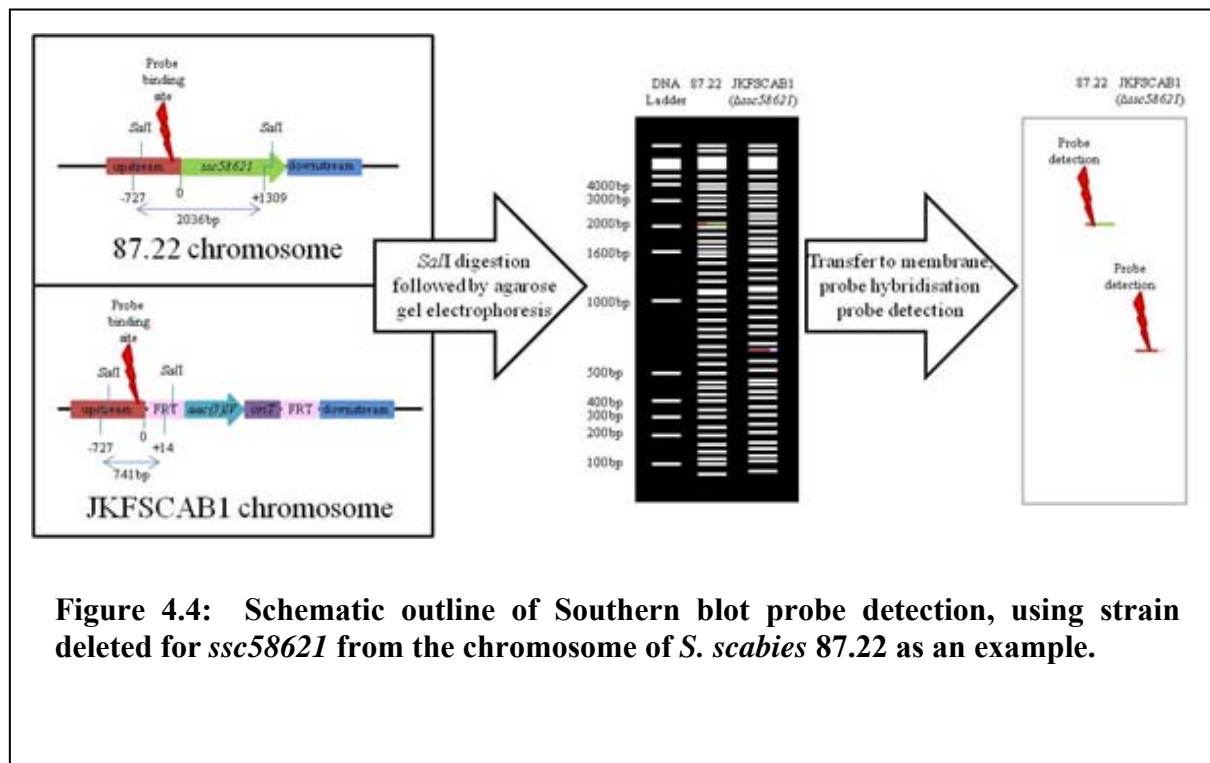 Probe
binding
site
SalI
SalI
upstream
ssc58621
downstream
-727
0
+1309
2036bp
87.22 chromosome
Probe
binding
site
SalI
SalI
upstream
FRT
aac(3)IV
oriT
FRT
downstream
-727
0
+14
741bp
JKFSCAB1 chromosome
SalI digestion
followed by agarose
gel electrophoresis
DNA 87.22 JKFSCAB1
Ladder (Δssc58621)
4000bp
3000bp
2000bp
1600bp
1000bp
500bp
400bp
300bp
200bp
100bp
Transfer to membrane,
probe hybridisation
probe detection
87.22 JKFSCAB1
(Δssc58621)
Probe
detection
Probe
detection
Figure 4.4: Schematic outline of Southern blot probe detection, using strain
deleted for ssc58621 from the chromosome of S. scabies 87.22 as an example.